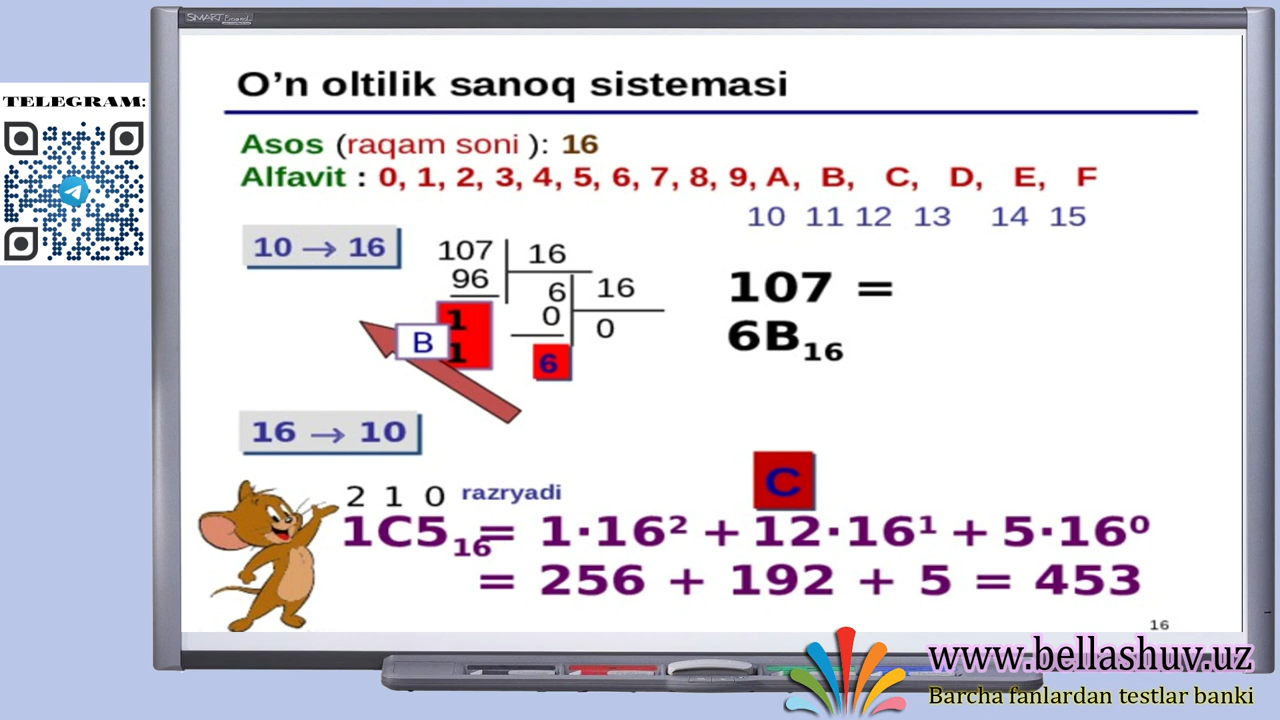 SMART Board
TELEGRAM:
O’n oltilik sanoq sistemasi
Asos (raqam soni ): 16
Alfavit : 0, 1, 2, 3, 4, 5, 6, 7, 8, 9, A, B, C, D, E, F
10 11 12 13 14 15
10 → 16
107 16
96 6 16
1 0 0
B 1 6
107 =
6B₁₆
16 → 10
C
2 1 0 razryadi
1C5₁₆= 1·16² + 12·16¹ + 5·16⁰
= 256 + 192 + 5 = 453
16
www.bellashuv.uz
Barcha fanlardan testlar banki